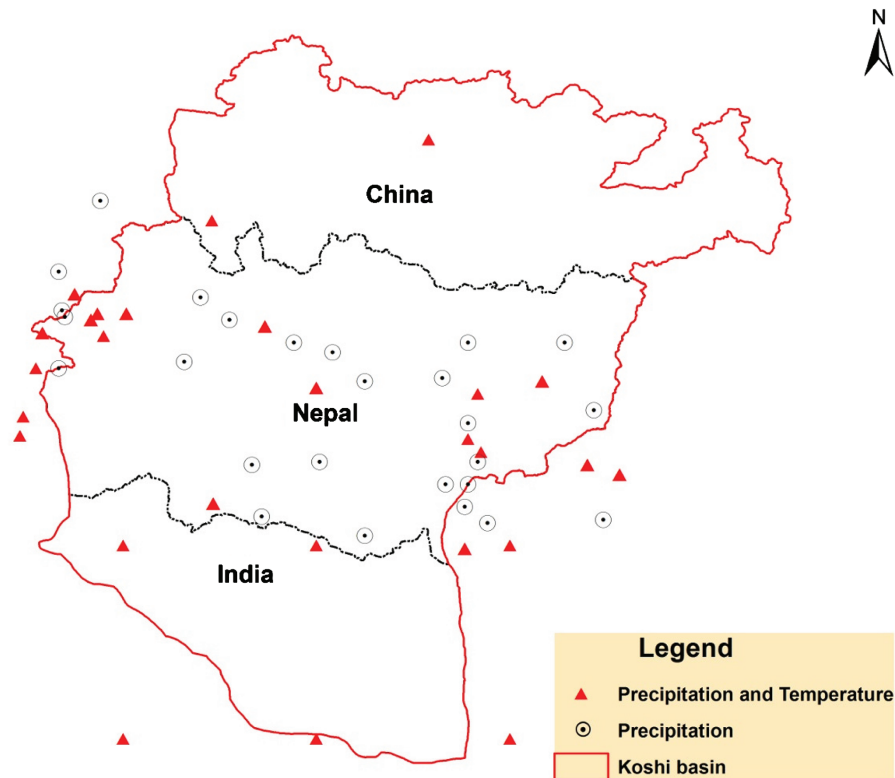 N
China
Nepal
India
Legend
Precipitation and Temperature
Precipitation
Koshi basin